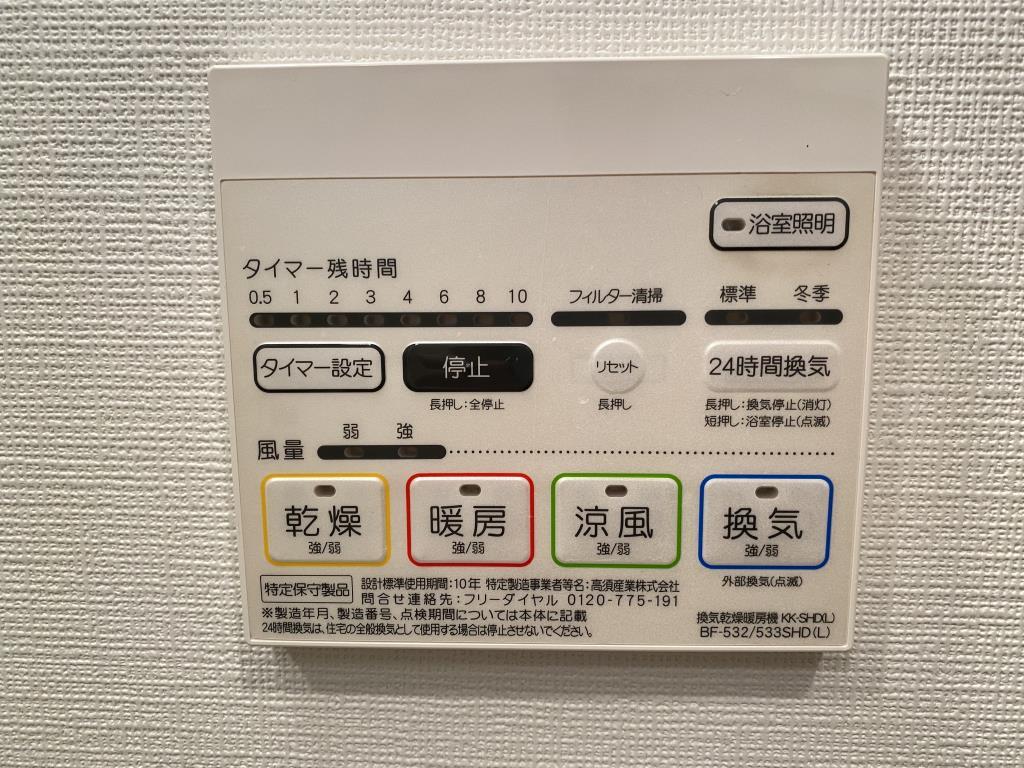 浴室照明
タイマー残時間
0.5 1 2 3 4 6 8 10
フィルター清掃
標準 冬季
タイマー設定
停止
リセット
24時間換気
長押し:全停止
長押し
長押し:換気停止(消灯)
短押し:浴室停止(点滅)
風量
弱 強
乾燥
強/弱
暖房
強/弱
涼風
強/弱
換気
強/弱
外部換気(点滅)
特定保守製品
設計標準使用期間:10年 特定製造事業者等名:高須産業株式会社
問合せ連絡先:フリーダイヤル 0120-775-191
※製造年月、製造番号、点検期間については本体に記載
24時間換気は、住宅の全般換気として使用する場合は停止させないでください。
換気乾燥暖房機 KK-SHD(L)
BF-532/533SHD(L)